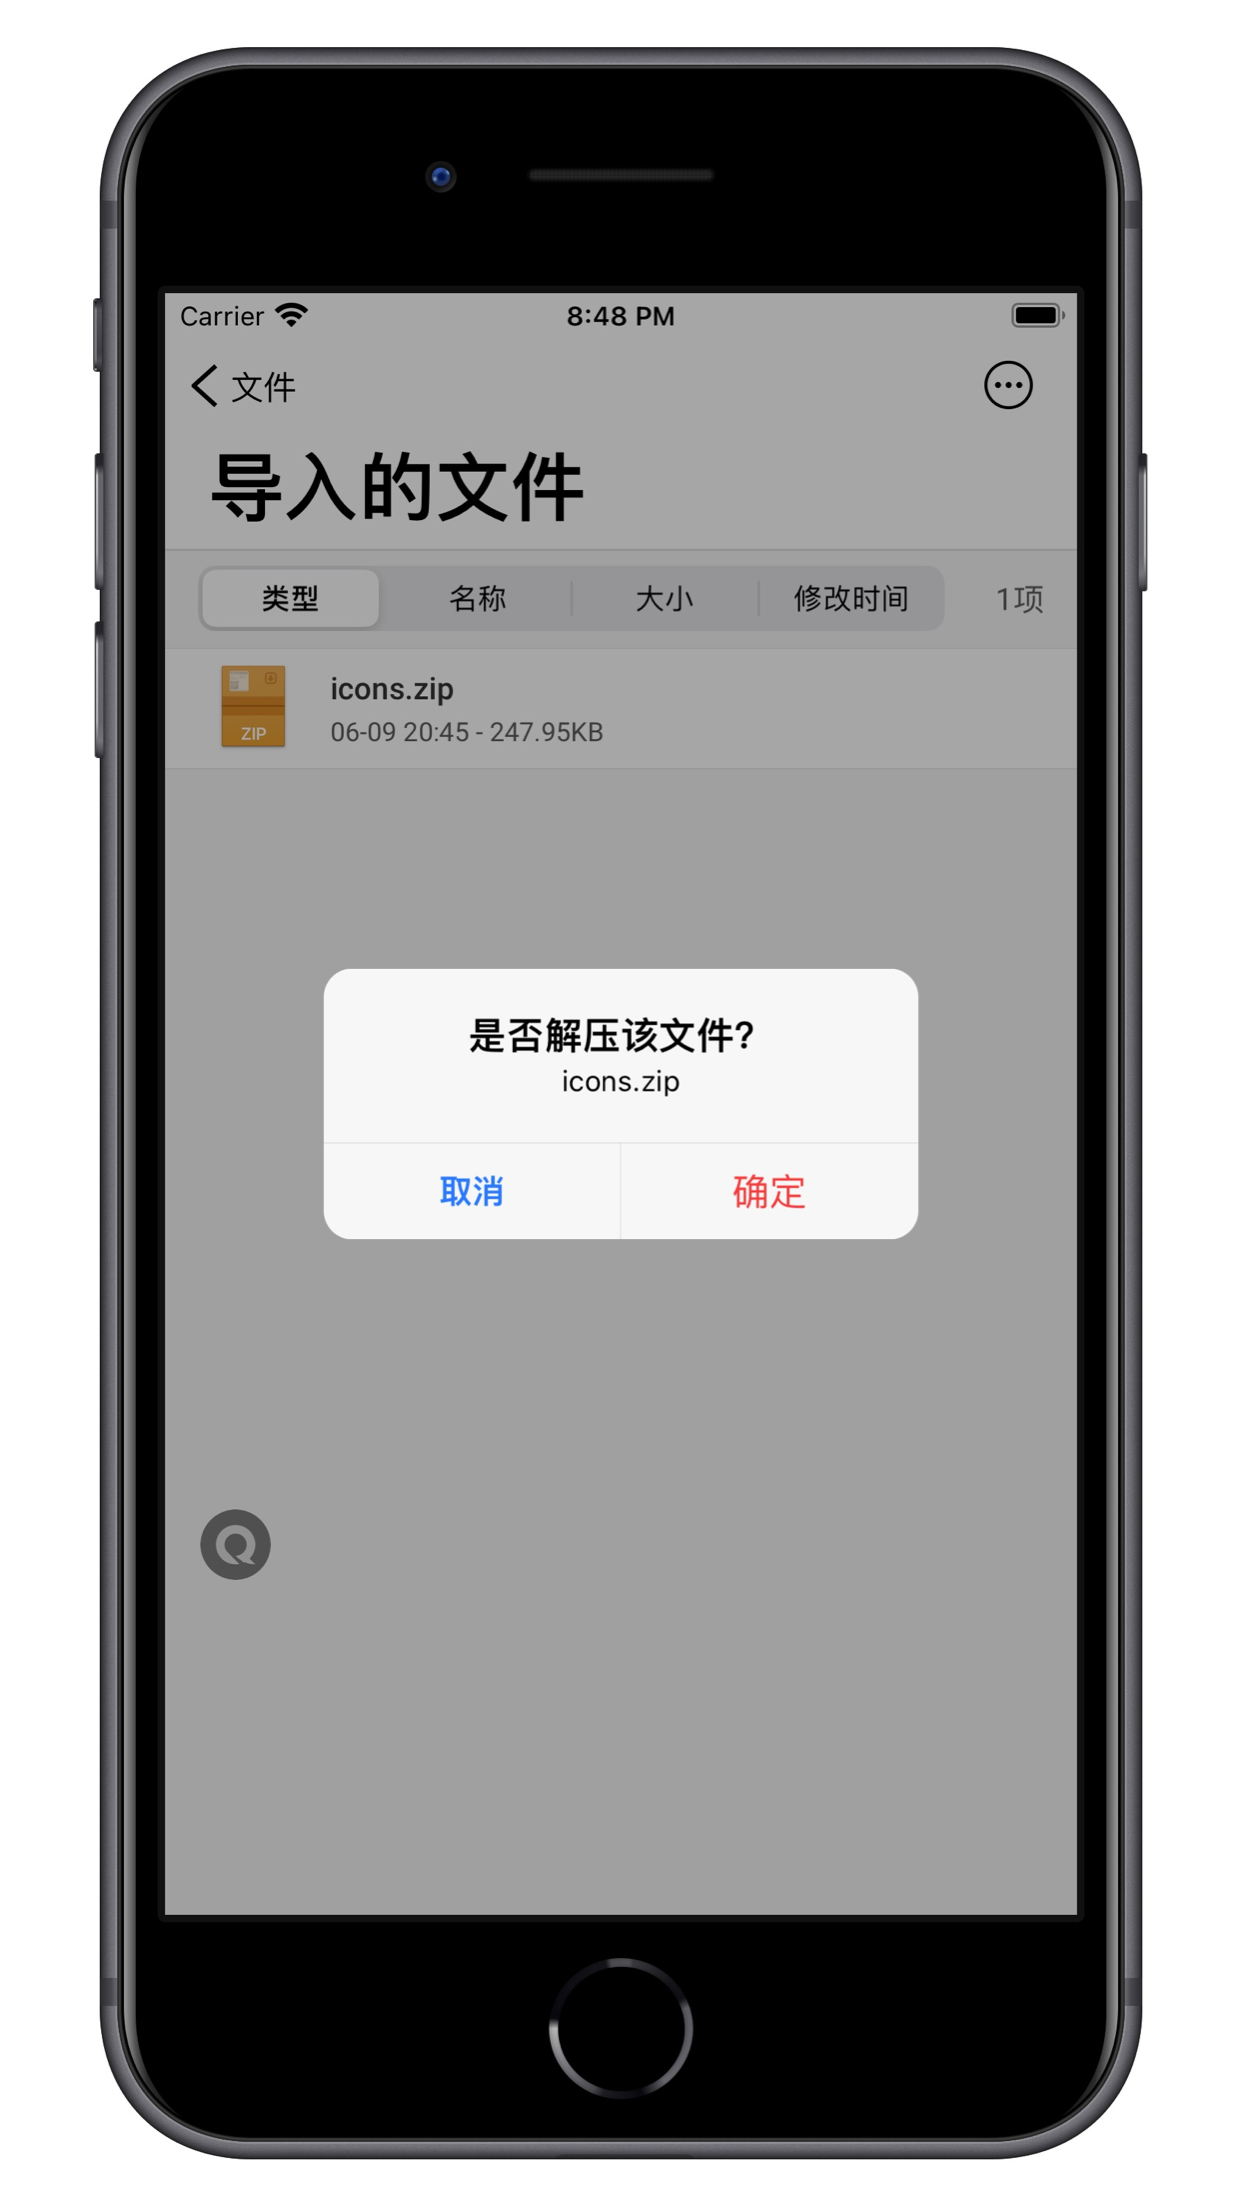 Carrier 8:48 PM
文件
导入的文件
类型 名称 大小 修改时间 1项
icons.zip
ZIP
06-09 20:45 - 247.95KB
是否解压该文件?
icons.zip
取消 确定